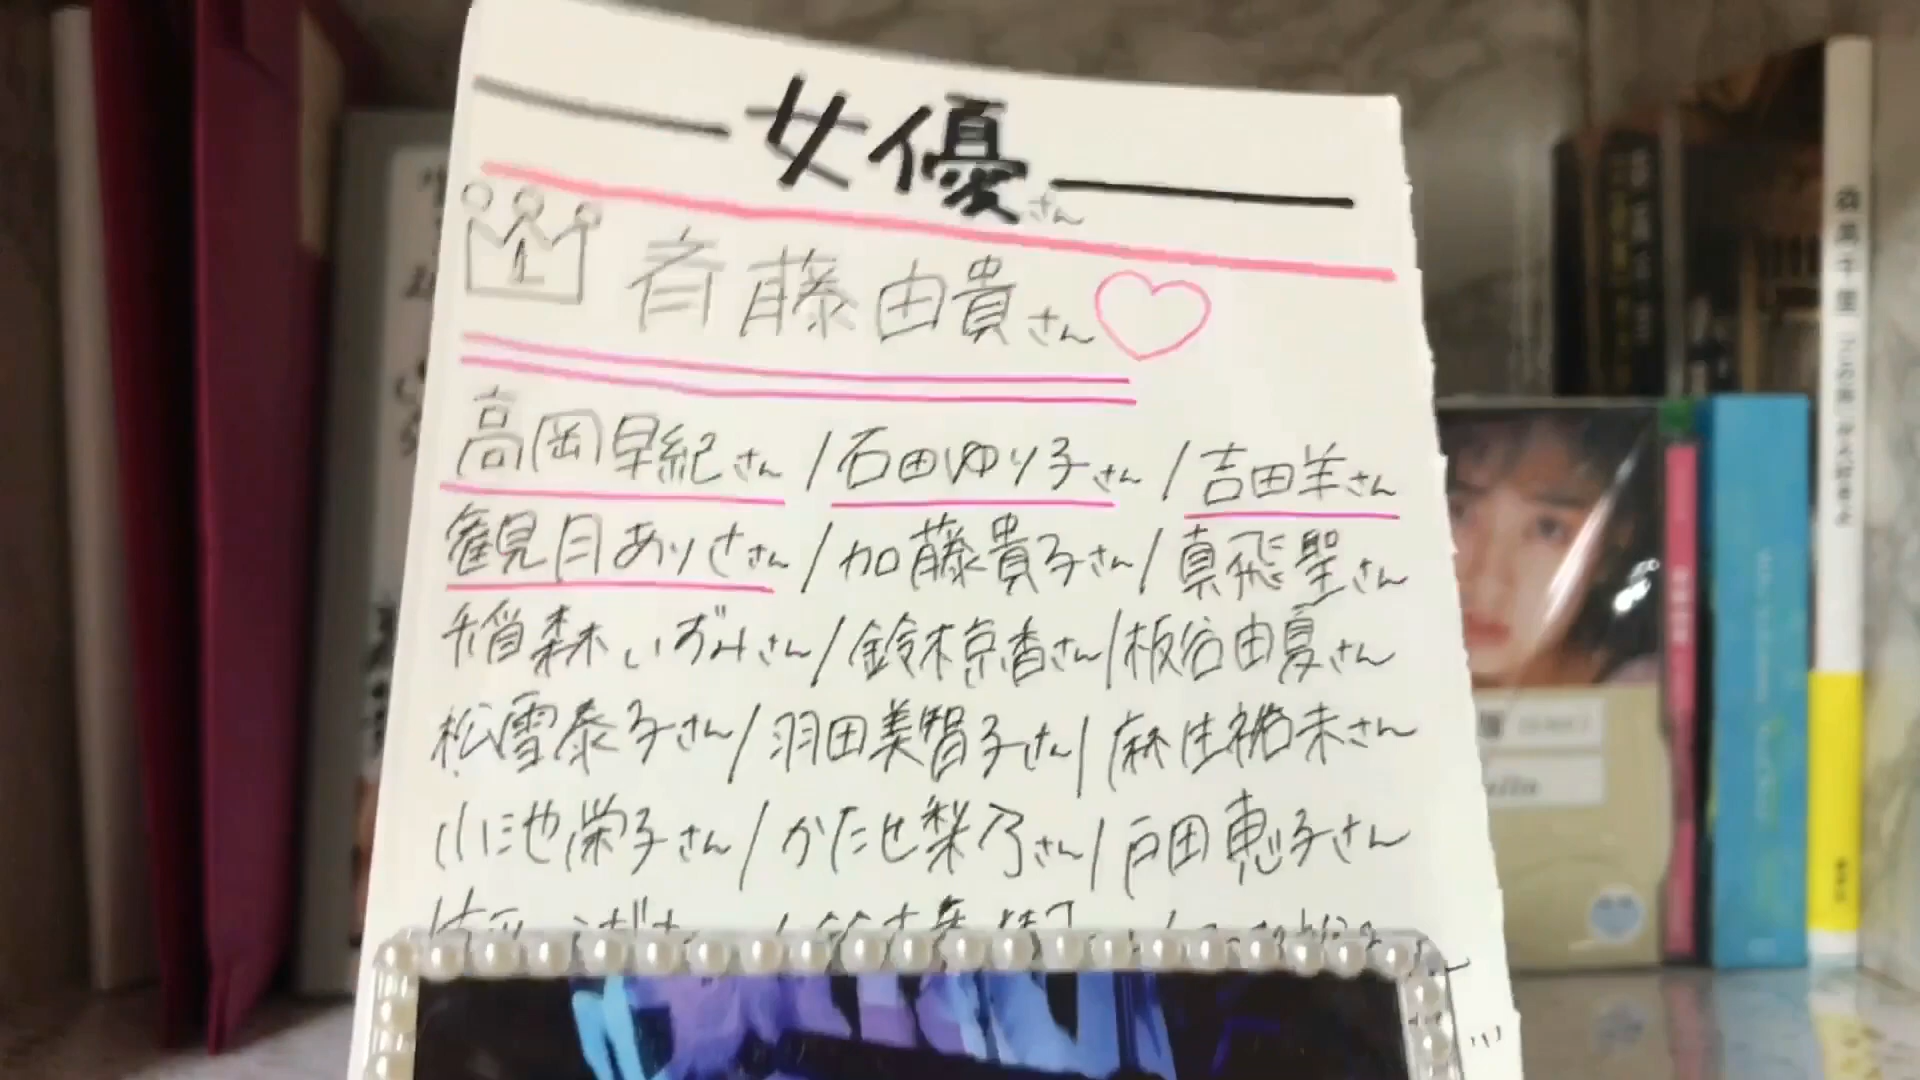 女優さん
1
斉藤由貴さん
高岡早紀さん / 石田ゆり子さん / 吉田羊さん
観月ありささん / 加藤貴子さん / 真飛聖さん
稲森いずみさん / 鈴木京香さん / 板谷由夏さん
松雪泰子さん / 羽田美智子さん / 麻生祐未さん
小池栄子さん / かたせ梨乃さん / 戸田恵子さん
森高千里